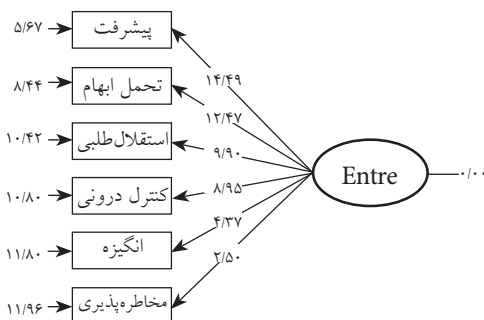 ۵/۶۷ پیشرفت ۱۴/۴۹
۸/۴۴ تحمل ابهام ۱۲/۴۷
۱۰/۴۲ استقلال‌طلبی ۹/۹۰
۱۰/۸۰ کنترل درونی ۸/۹۵
Entre ۰/۰۰
۱۱/۸۰ انگیزه ۴/۳۷
۱۱/۹۶ مخاطره‌پذیری ۲/۵۰